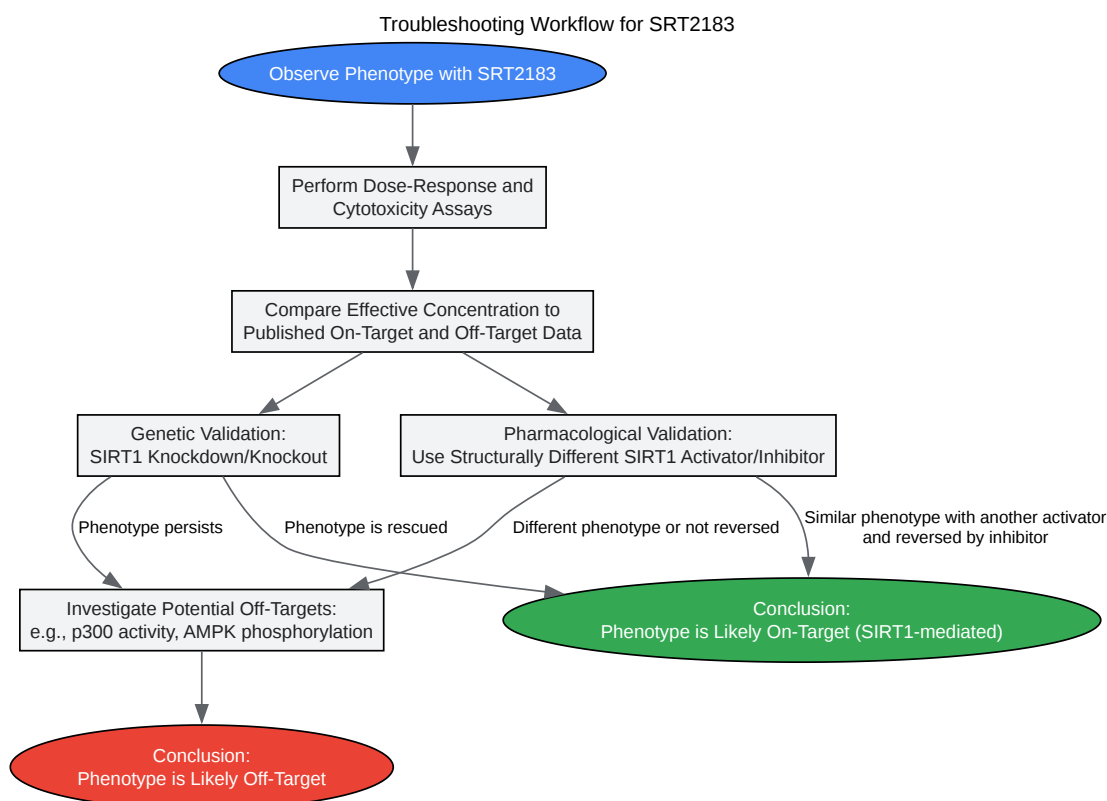 Troubleshooting Workflow for SRT2183
Observe Phenotype with SRT2183
Perform Dose-Response and
Cytotoxicity Assays
Compare Effective Concentration to
Published On-Target and Off-Target Data
Genetic Validation:
SIRT1 Knockdown/Knockout
Pharmacological Validation:
Use Structurally Different SIRT1 Activator/Inhibitor
Phenotype persists
Phenotype is rescued
Different phenotype or not reversed
Similar phenotype with another activator
and reversed by inhibitor
Investigate Potential Off-Targets:
e.g., p300 activity, AMPK phosphorylation
Conclusion:
Phenotype is Likely On-Target (SIRT1-mediated)
Conclusion:
Phenotype is Likely Off-Target